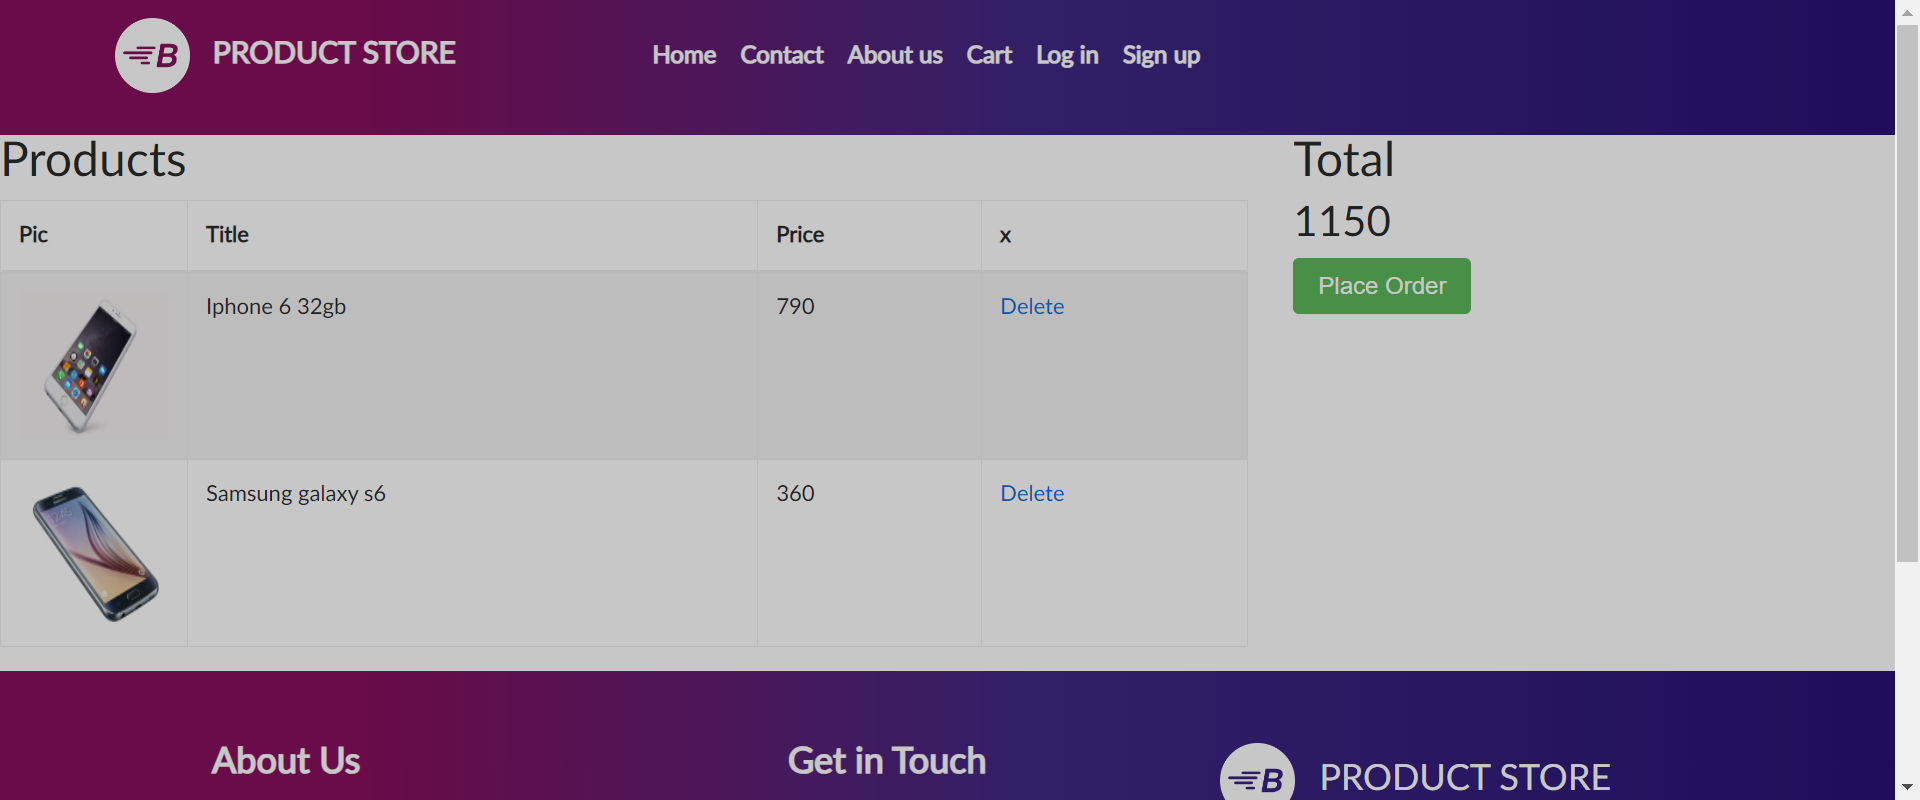 B PRODUCT STORE Home Contact About us Cart Log in Sign up
Products
Total
1150
Place Order
Pic Title Price x
Iphone 6 32gb 790 Delete
Samsung galaxy s6 360 Delete
About Us Get in Touch B PRODUCT STORE